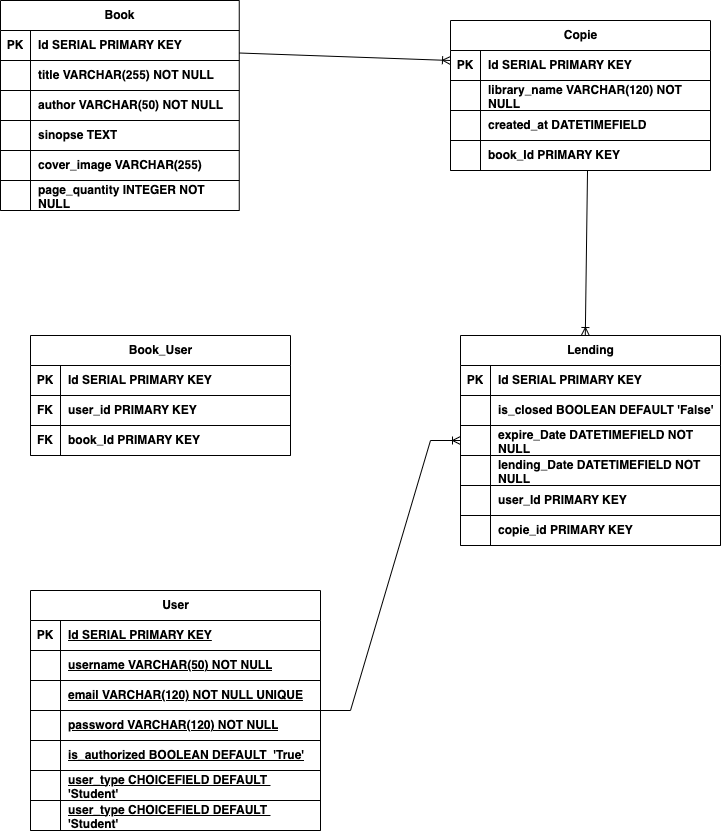 Book
PK Id SERIAL PRIMARY KEY
title VARCHAR(255) NOT NULL
author VARCHAR(50) NOT NULL
sinopse TEXT
cover_image VARCHAR(255)
page_quantity INTEGER NOT
NULL
Copie
PK Id SERIAL PRIMARY KEY
library_name VARCHAR(120) NOT
NULL
created_at DATETIMEFIELD
book_Id PRIMARY KEY
Book_User
PK Id SERIAL PRIMARY KEY
FK user_id PRIMARY KEY
FK book_Id PRIMARY KEY
Lending
PK Id SERIAL PRIMARY KEY
is_closed BOOLEAN DEFAULT 'False'
expire_Date DATETIMEFIELD NOT
NULL
lending_Date DATETIMEFIELD NOT
NULL
user_Id PRIMARY KEY
copie_id PRIMARY KEY
User
PK Id SERIAL PRIMARY KEY
username VARCHAR(50) NOT NULL
email VARCHAR(120) NOT NULL UNIQUE
password VARCHAR(120) NOT NULL
is_authorized BOOLEAN DEFAULT 'True'
user_type CHOICEFIELD DEFAULT
'Student'
user_type CHOICEFIELD DEFAULT
'Student'